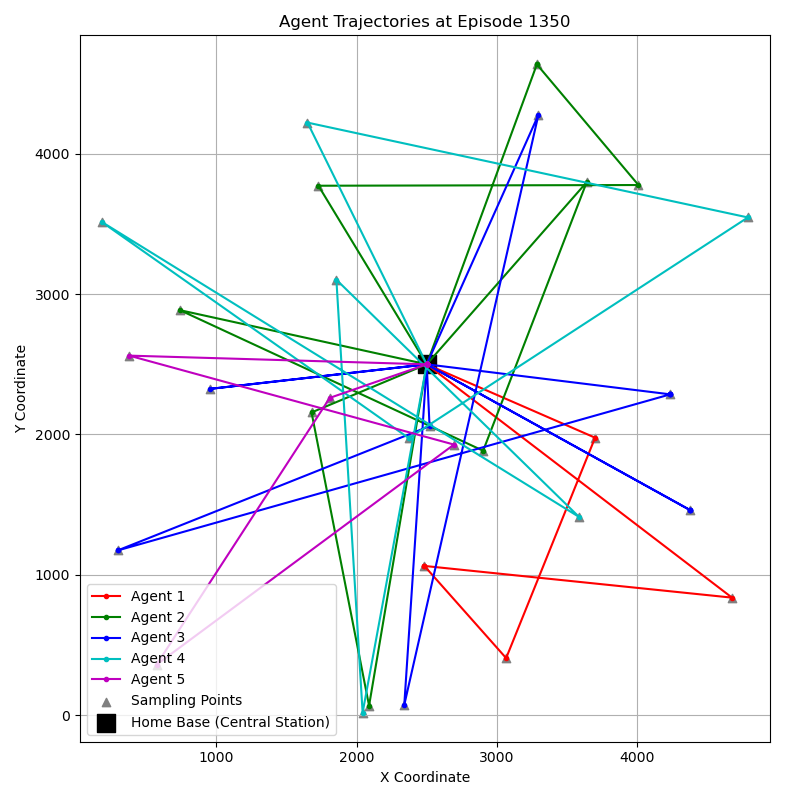 Agent Trajectories at Episode 1350
Y Coordinate
4000
3000
2000
1000
0
Agent 1
Agent 2
Agent 3
Agent 4
Agent 5
Sampling Points
Home Base (Central Station)
1000 2000 3000 4000
X Coordinate